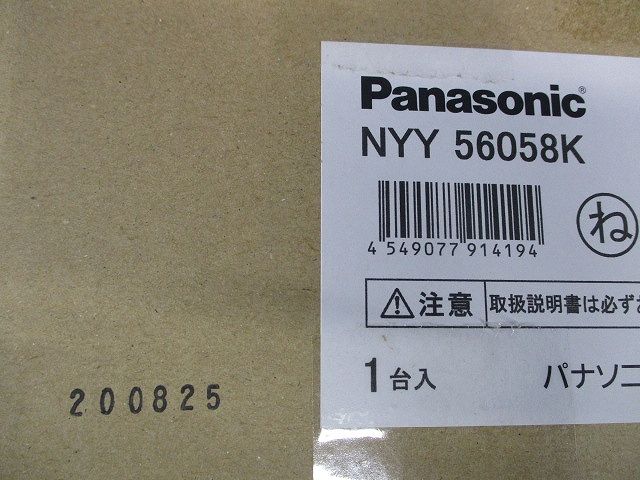 Panasonic®
NYY 56058K
4 549077 914194
ね
注意
取扱説明書は必ずお
1台入
パナソニ
200825